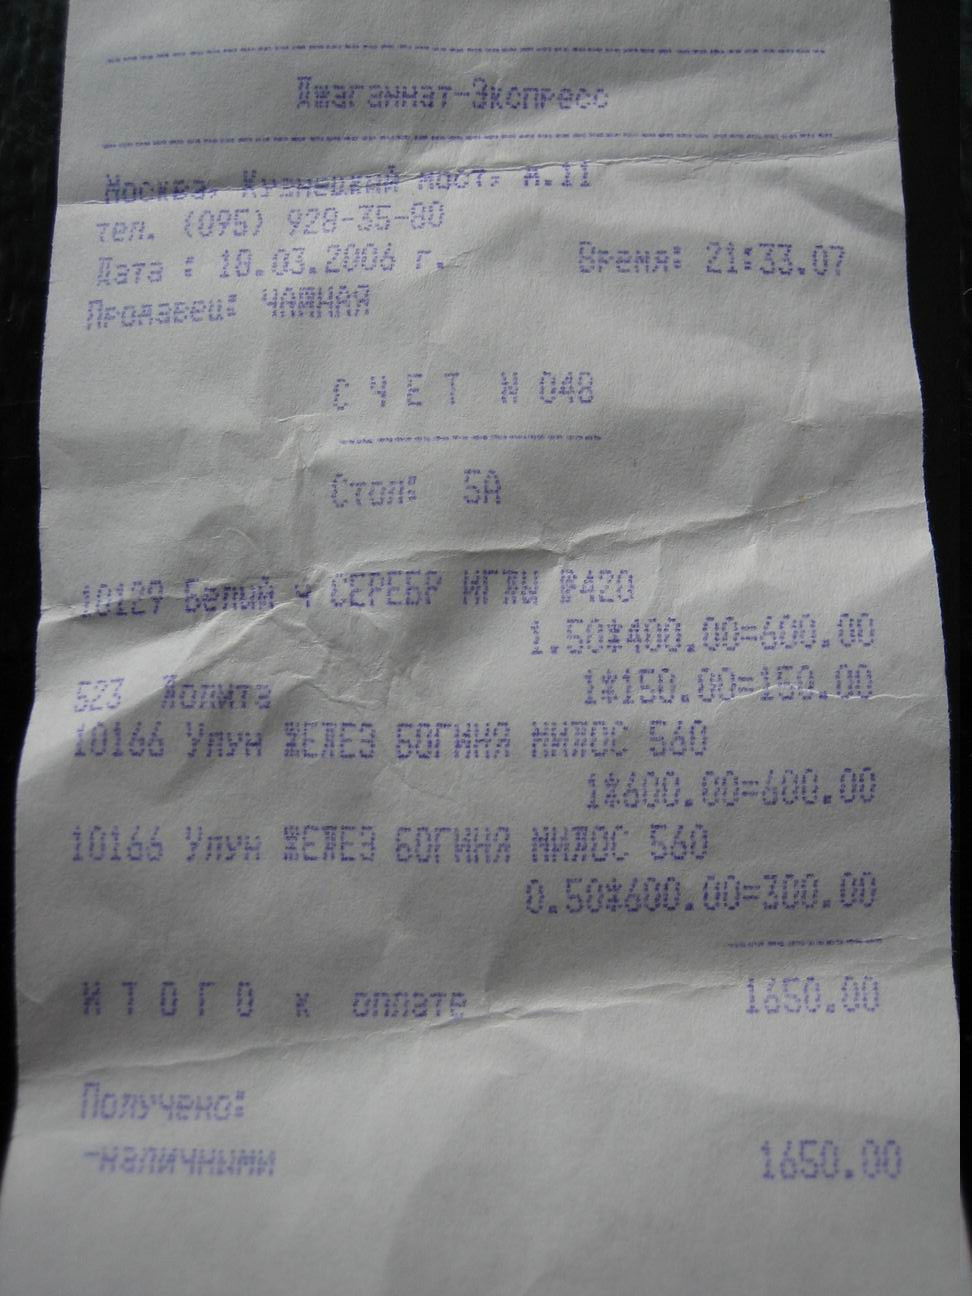 Джаганнат-Экспресс
Москва, Кузнецкий мост, д.11
тел. (095) 928-35-80
Дата : 18.03.2006 г. Время: 21:33.07
Продавец: ЧАЙНАЯ
С Ч Е Т N 048
Стол: 5А
10129 Белый ч СЕРЕБР ИГЛЫ №420
1.50*400.00=600.00
523 Лолита 1*150.00=150.00
10166 Улун ЖЕЛЕЗ БОГИНЯ МИЛОС 560
1*600.00=600.00
10166 Улун ЖЕЛЕЗ БОГИНЯ МИЛОС 560
0.50*600.00=300.00
И Т О Г О к оплате 1650.00
Получено:
-наличными 1650.00